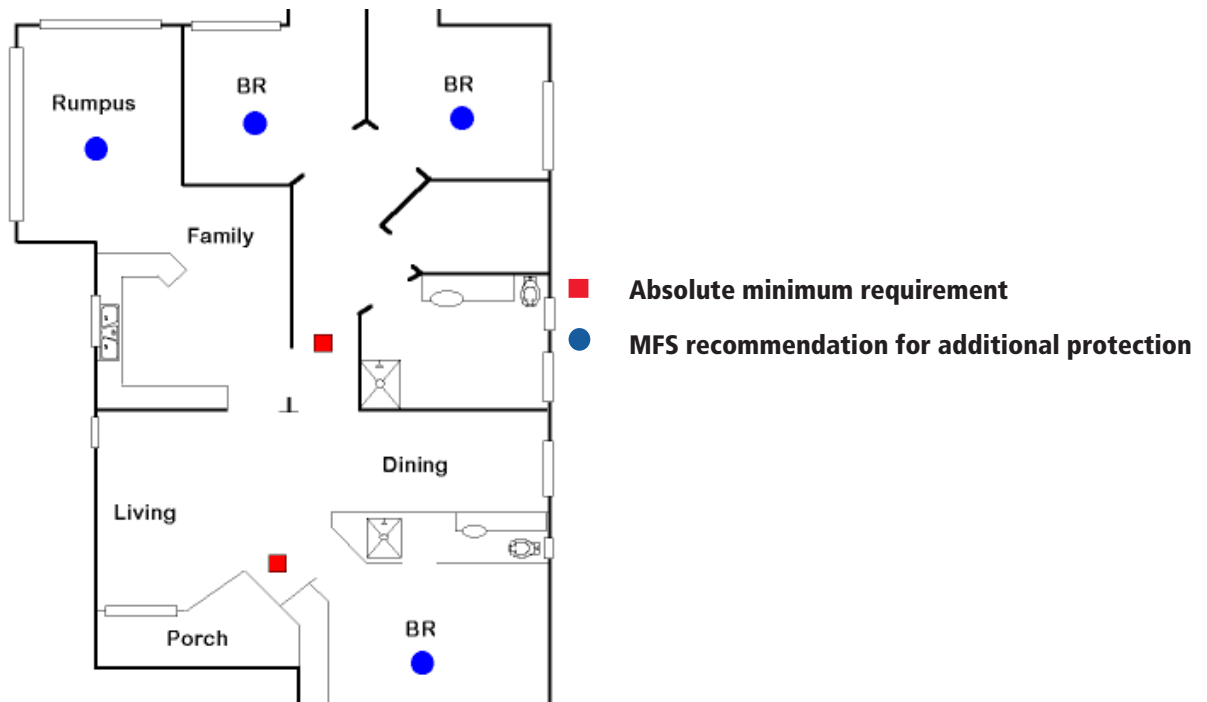 BR
BR
Rumpus
Family
Absolute minimum requirement
MFS recommendation for additional protection
Dining
Living
BR
Porch